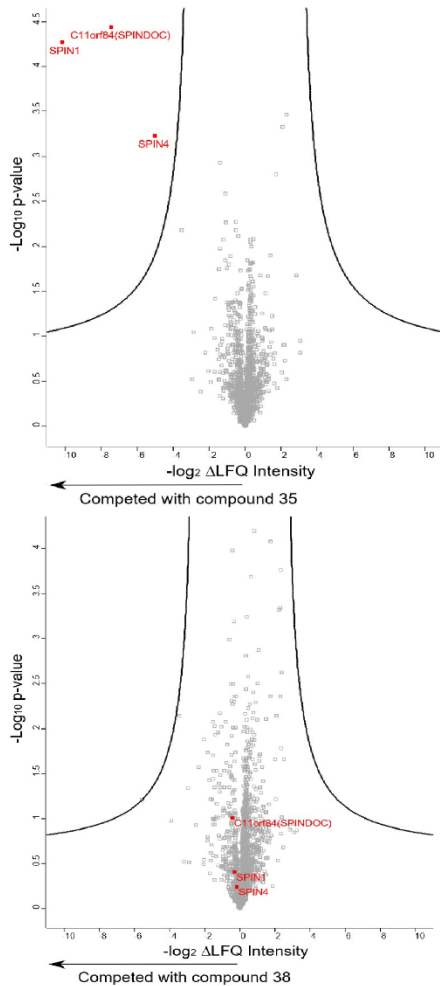 4.5
C11orf84(SPINDOC)
SPIN1
4
3.5
SPIN4
3
2.5
2
1.5
1
0.5
0
-Log10 p-value
-10 -8 -6 -4 -2 0 2 4 6 8 10
-log2 ΔLFQ Intensity
Competed with compound 35
4
3.5
3
2.5
2
1.5
1
C11orf84(SPINDOC)
0.5
SPIN1
SPIN4
0
-Log10 p-value
-10 -8 -6 -4 -2 0 2 4 6 8 10
-log2 ΔLFQ Intensity
Competed with compound 38